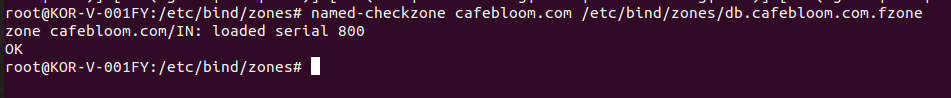 root@KOR-V-001FY:/etc/bind/zones# named-checkzone cafebloom.com /etc/bind/zones/db.cafebloom.com.fzone
zone cafebloom.com/IN: loaded serial 800
OK
root@KOR-V-001FY:/etc/bind/zones#